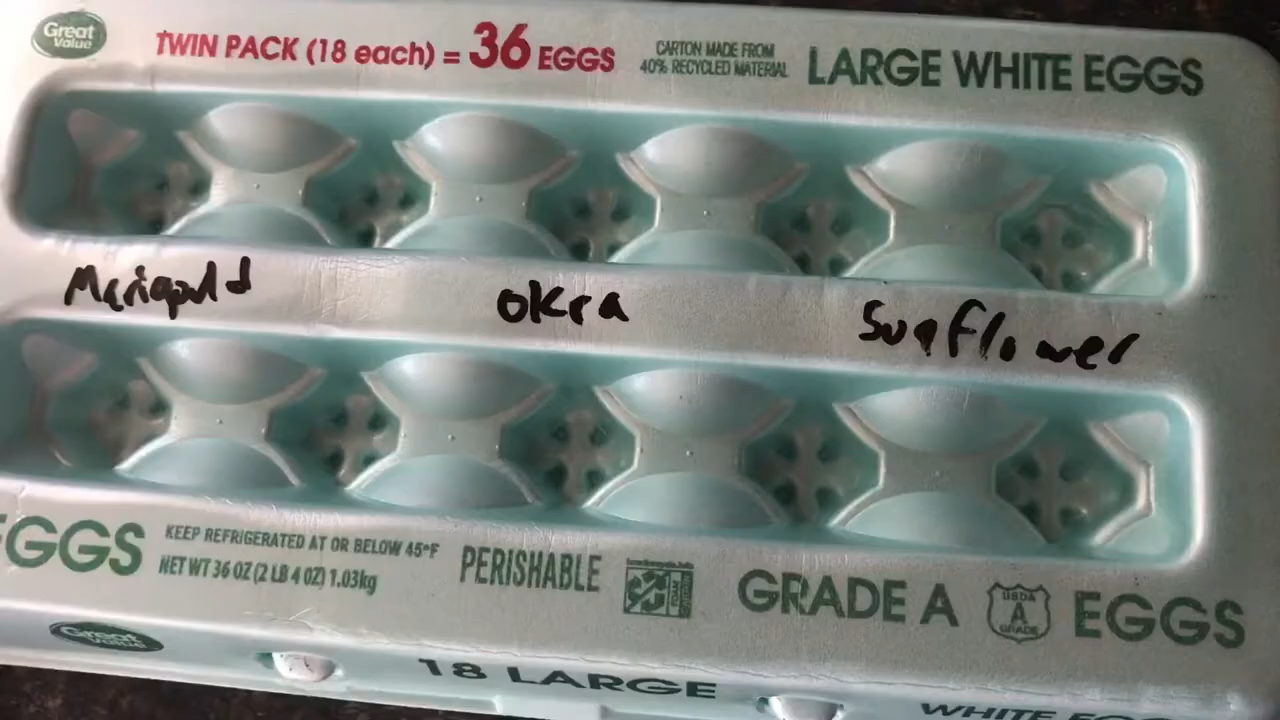 Great Value
TWIN PACK (18 each) = 36 EGGS
CARTON MADE FROM
40% RECYCLED MATERIAL
LARGE WHITE EGGS
Marigold
OKra
Sunflower
EGGS
KEEP REFRIGERATED AT OR BELOW 45°F
NET WT 36 OZ (2 LB 4 OZ) 1.03kg
PERISHABLE
GRADE A
USDA
A
GRADE
EGGS
Great Value
18 LARGE
WHITE